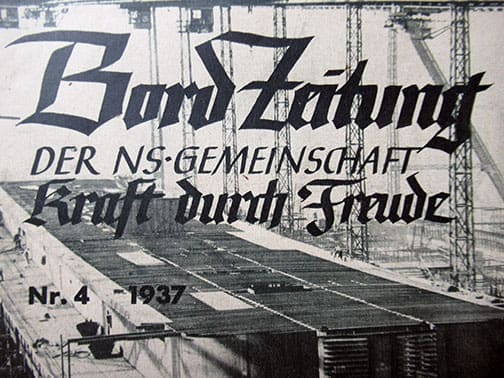 Bord Zeitung
DER NS-GEMEINSCHAFT
Kraft durch Freude
Nr. 4 - 1937